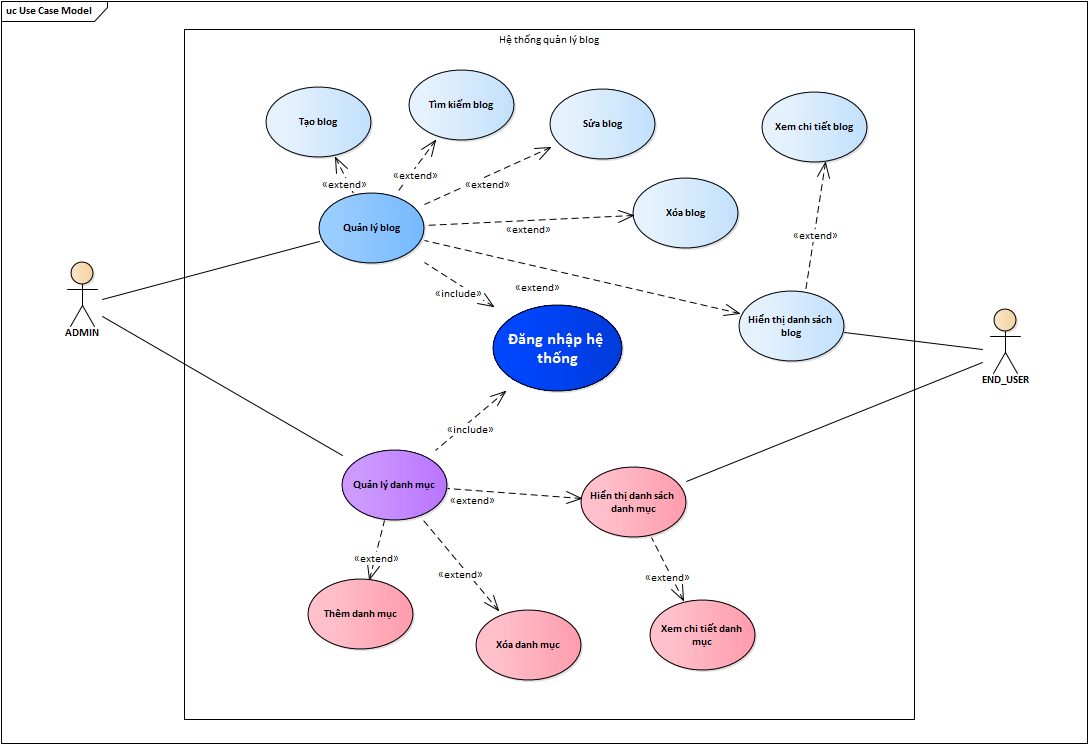 uc Use Case Model
Hệ thống quản lý blog
Tạo blog
Tìm kiếm blog
Sửa blog
Xem chi tiết blog
«extend»
«extend»
«extend»
Xóa blog
Quản lý blog
«extend»
«extend»
«include»
«extend»
ADMIN
Hiển thị danh sách
blog
Đăng nhập hệ
thống
END_USER
«include»
Quản lý danh mục
«extend»
Hiển thị danh sách
danh mục
«extend»
«extend»
«extend»
Thêm danh mục
Xóa danh mục
Xem chi tiết danh
mục